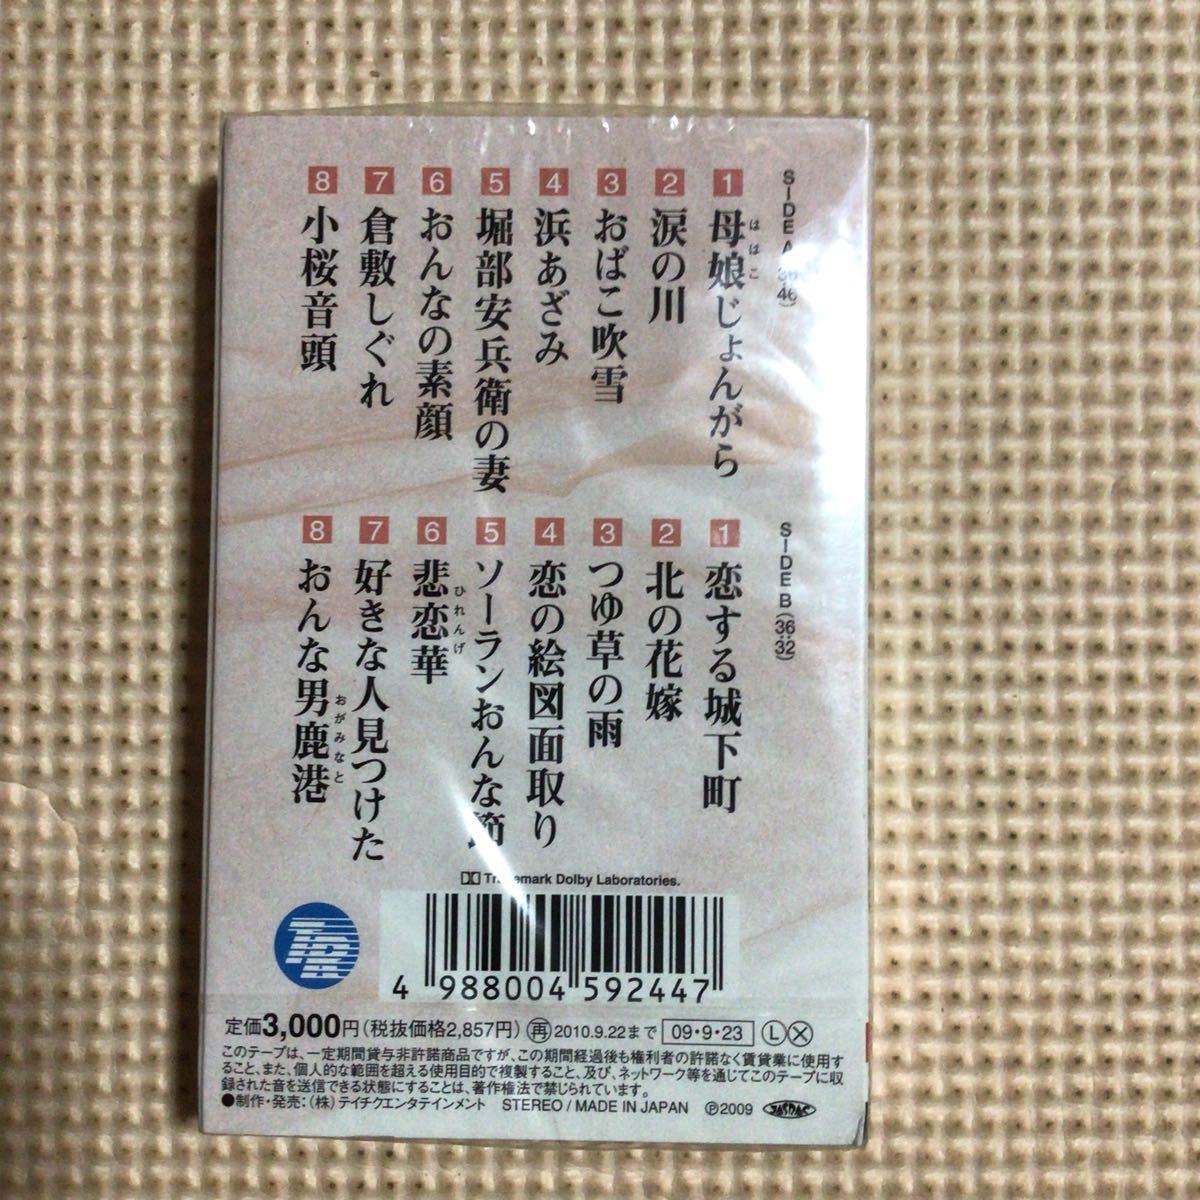 SIDE A (36:46)
1 母娘じょんがら
ははこ
2 涙の川
3 おばこ吹雪
4 浜あざみ
5 堀部安兵衛の妻
6 おんなの素顔
7 倉敷しぐれ
8 小桜音頭
SIDE B (36:32)
1 恋する城下町
2 北の花嫁
3 つゆ草の雨
4 恋の絵図面取り
5 ソーランおんな節
6 悲恋華
ひれんげ
7 好きな人見つけた
8 おんな男鹿港
おがみなと
Trademark Dolby Laboratories.
4 988004 592447
定価3,000円(税抜価格2,857円) 再 2010.9.22まで 09・9・23 L X
このテープは、一定期間貸与非許諾商品ですが、この期間経過後も権利者の許諾なく賃貸業に使用す
ること、また、個人的な範囲を超える使用目的で複製すること、及び、ネットワーク等を通じてこのテープに収
録された音を送信できる状態にすることは、著作権法で禁じられています。
●制作・発売:(株)テイチクエンタテインメント STEREO / MADE IN JAPAN ℗2009 JASRAC